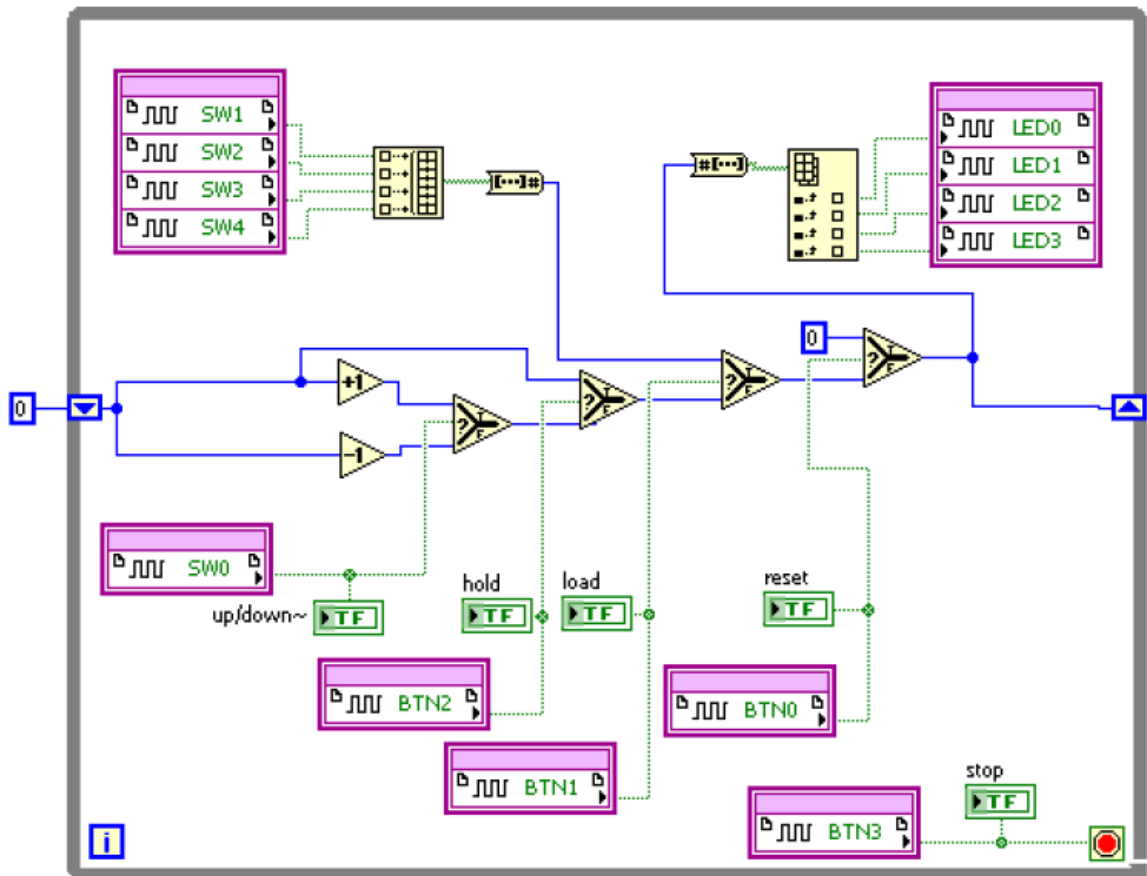 SW1
SW2
SW3
SW4
LED0
LED1
LED2
LED3
[...]#
#[...]
0
0
+1
-1
?
T
F
?
T
F
?
T
F
?
T
F
SW0
up/down~
TF
hold
TF
load
TF
reset
TF
BTN2
BTN0
BTN1
stop
TF
BTN3
i